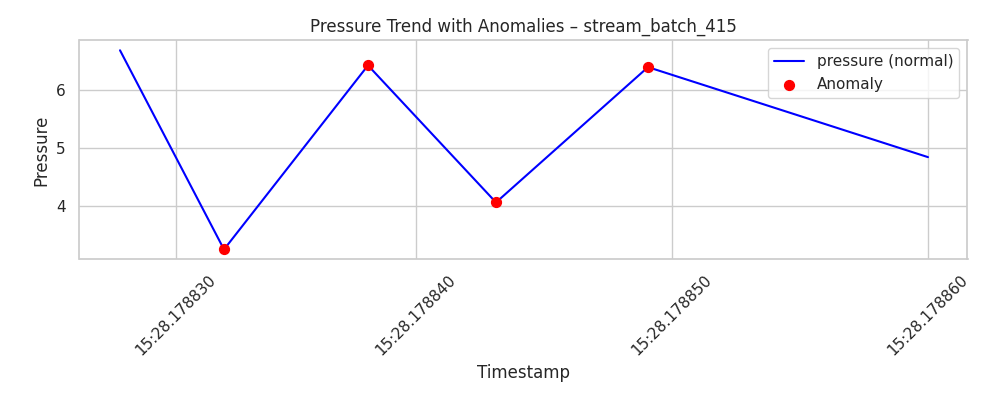 Pressure Trend with Anomalies – stream_batch_415
pressure (normal)
Anomaly
Pressure
6
5
4
15:28.178830
15:28.178840
15:28.178850
15:28.178860
Timestamp